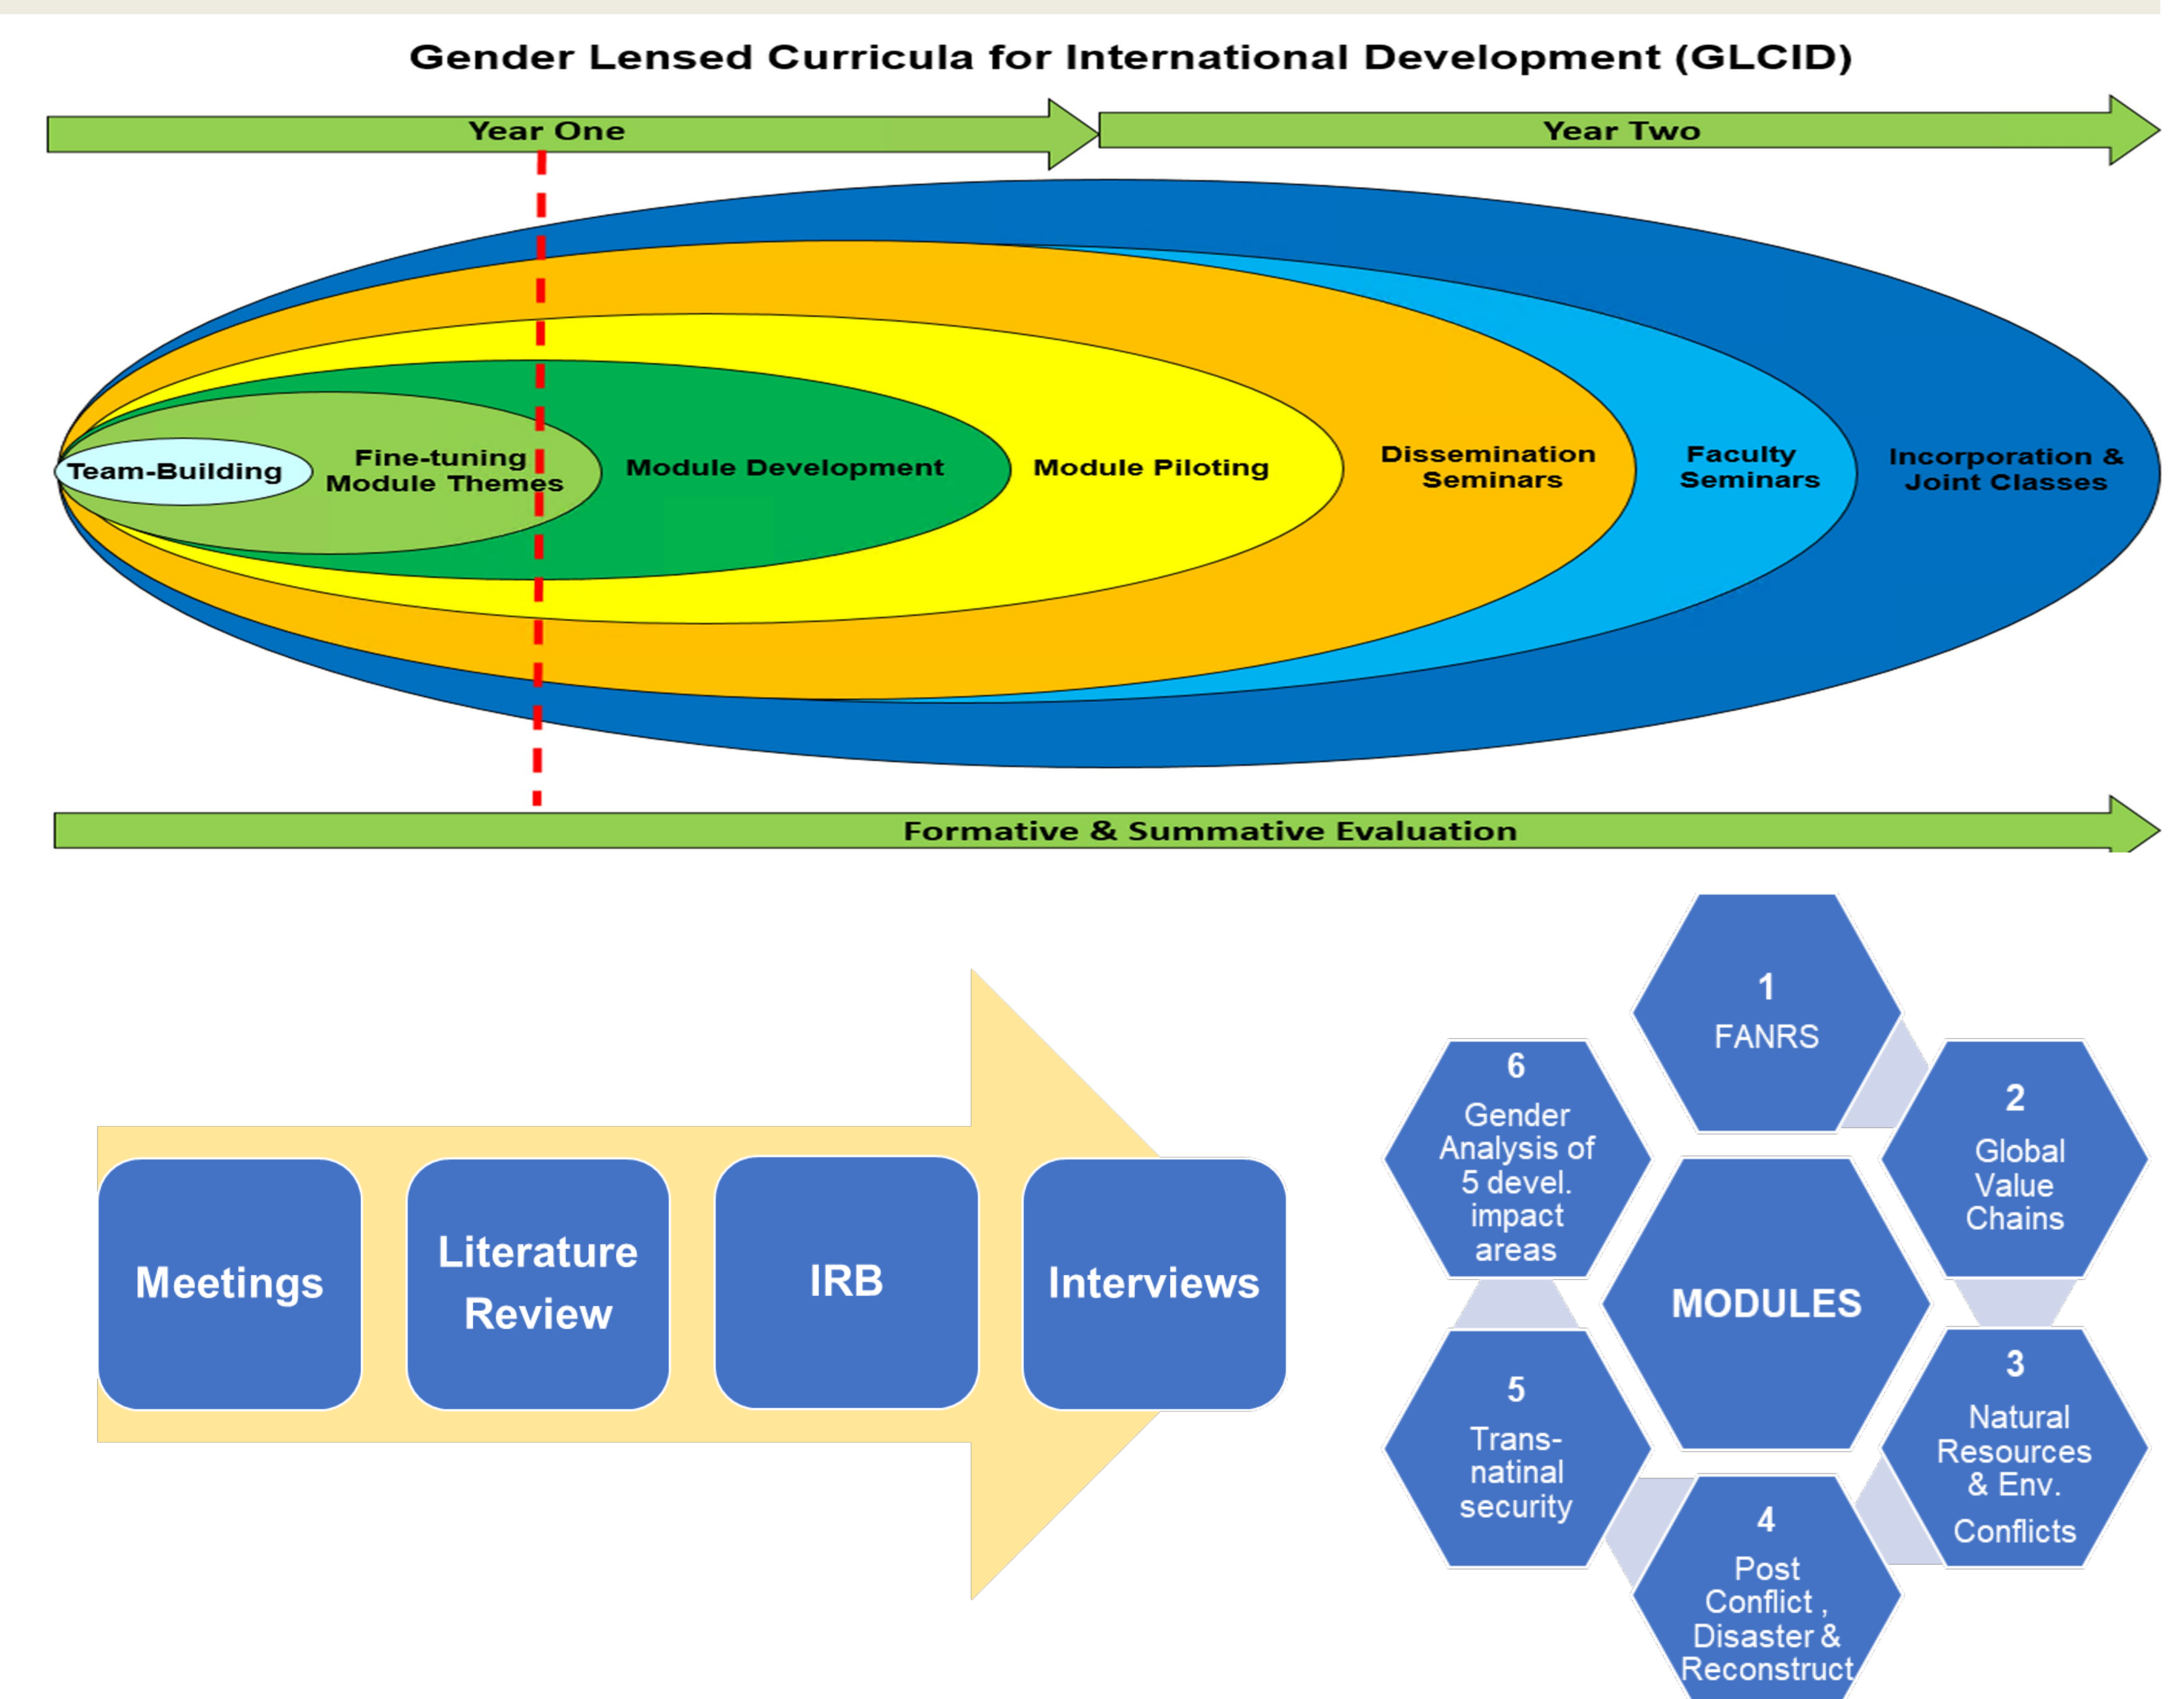 Gender Lensed Curricula for International Development (GLCID)
Year One
Year Two
Team-Building
Fine-tuning
Module Themes
Module Development
Module Piloting
Dissemination
Seminars
Faculty
Seminars
Incorporation &
Joint Classes
Formative & Summative Evaluation
Meetings
Literature
Review
IRB
Interviews
MODULES
1
FANRS
2
Global
Value
Chains
3
Natural
Resources
& Env.
Conflicts
4
Post
Conflict ,
Disaster &
Reconstruct
5
Trans-
natinal
security
6
Gender
Analysis of
5 devel.
impact
areas